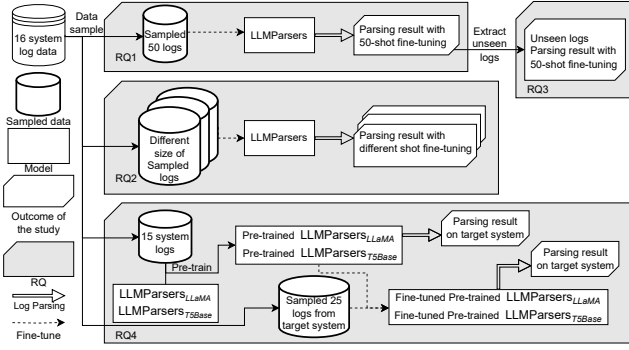 16 system
log data
Data
sample
Sampled
50 logs
RQ1
LLMParsers
Parsing result with
50-shot fine-tuning
Extract
unseen
logs
Unseen logs
Parsing result with
50-shot fine-tuning
RQ3
Sampled data
Model
Outcome of
the study
RQ
Log Parsing
Fine-tune
Different
size of
Sampled
logs
RQ2
LLMParsers
Parsing result with
different shot fine-tuning
15 system
logs
Pre-train
LLMParsersLLaMA
LLMParsersT5Base
RQ4
Pre-trained LLMParsersLLaMA
Pre-trained LLMParsersT5Base
Parsing result
on target system
Sampled 25
logs from
target system
Parsing result
on target system
Fine-tuned Pre-trained LLMParsersLLaMA
Fine-tuned Pre-trained LLMParsersT5Base